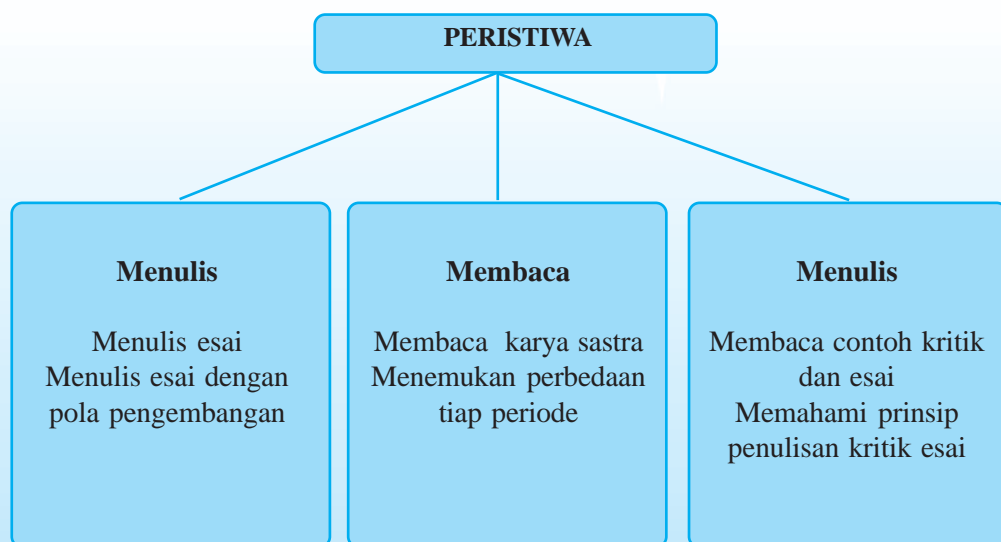 PERISTIWA
Menulis
Menulis esai
Menulis esai dengan
pola pengembangan
Membaca
Membaca karya sastra
Menemukan perbedaan
tiap periode
Menulis
Membaca contoh kritik
dan esai
Memahami prinsip
penulisan kritik esai